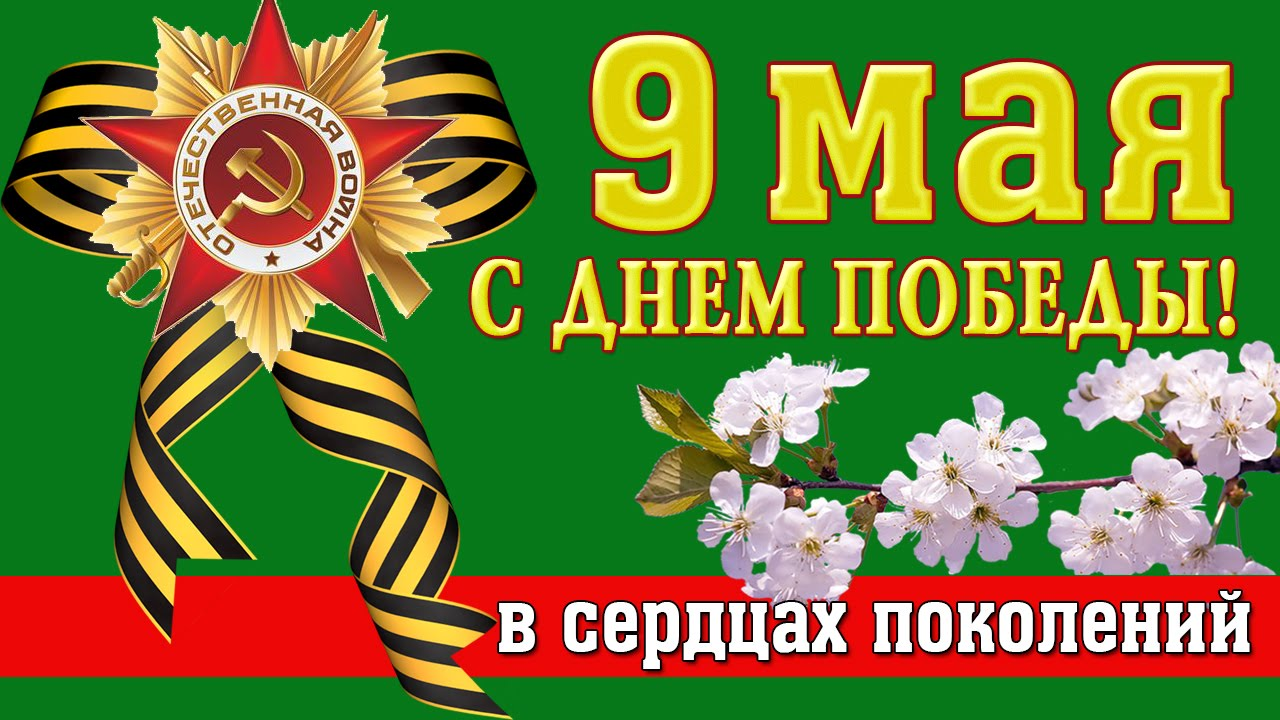 ОТЕЧЕСТВЕННАЯ ВОЙНА
9 мая
С ДНЕМ ПОБЕДЫ!
в сердцах поколений